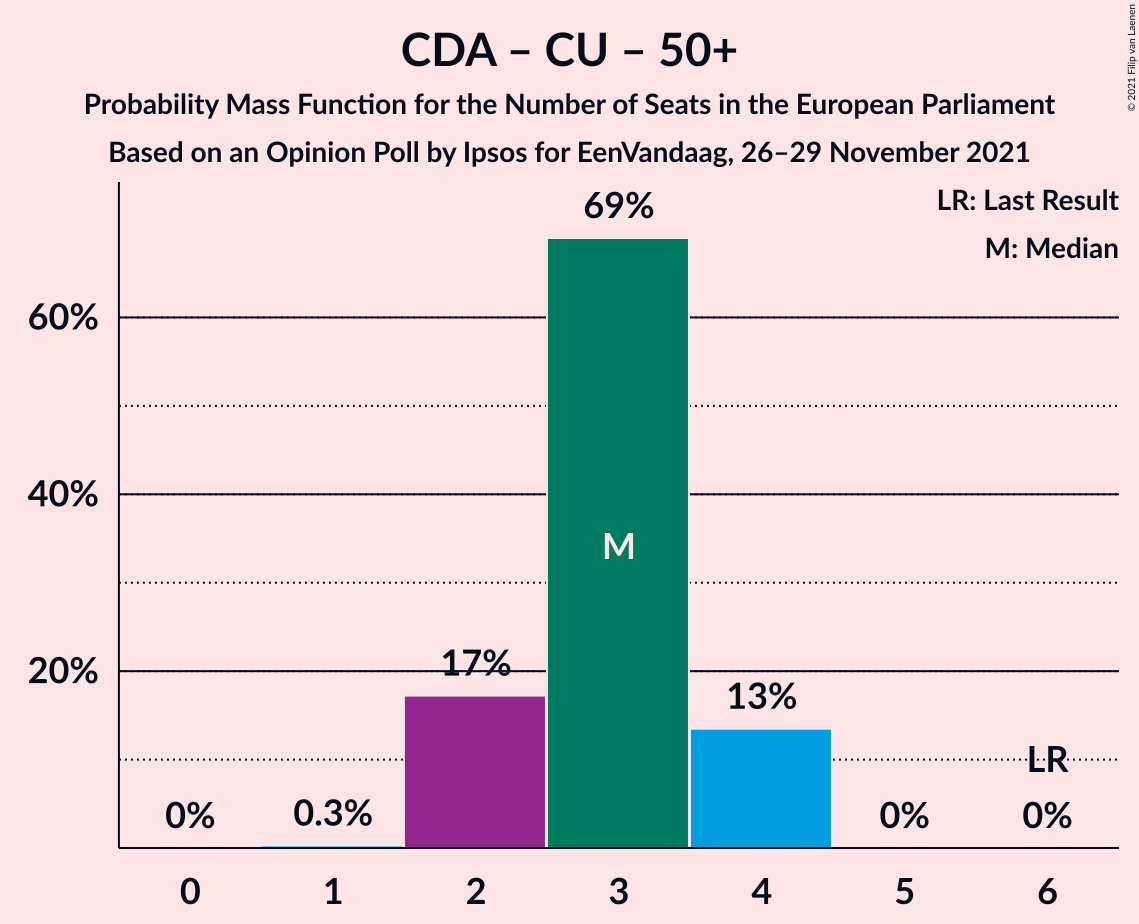 CDA – CU – 50+
Probability Mass Function for the Number of Seats in the European Parliament
Based on an Opinion Poll by Ipsos for EenVandaag, 26–29 November 2021
© 2021 Filip van Laenen
LR: Last Result
M: Median
69%
60%
40%
M
20%
17%
13%
LR
0%
0.3%
0%
0%
0
1
2
3
4
5
6